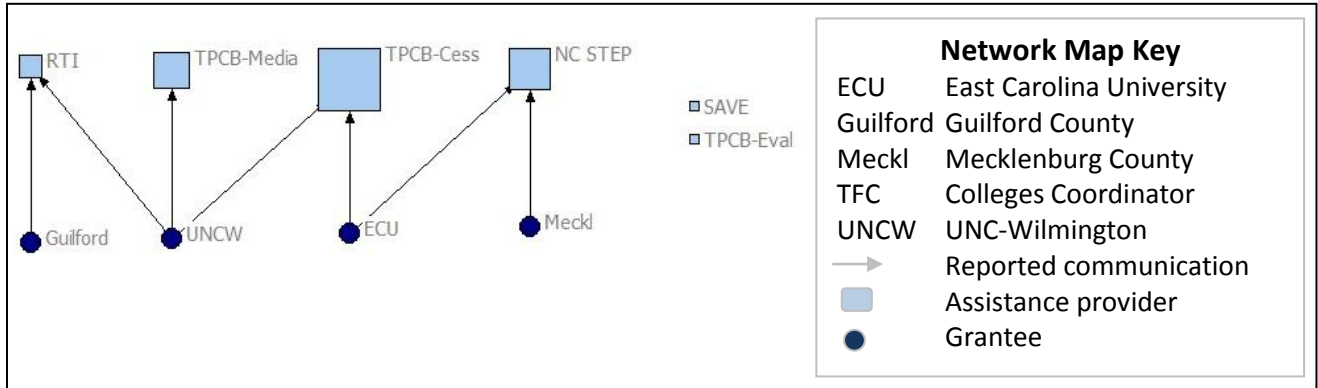 RTI
TPCB-Media
TPCB-Cess
NC STEP
SAVE
TPCB-Eval
Guilford
UNCW
ECU
Meckl
Network Map Key
ECU East Carolina University
Guilford Guilford County
Meckl Mecklenburg County
TFC Colleges Coordinator
UNCW UNC-Wilmington
Reported communication
Assistance provider
Grantee